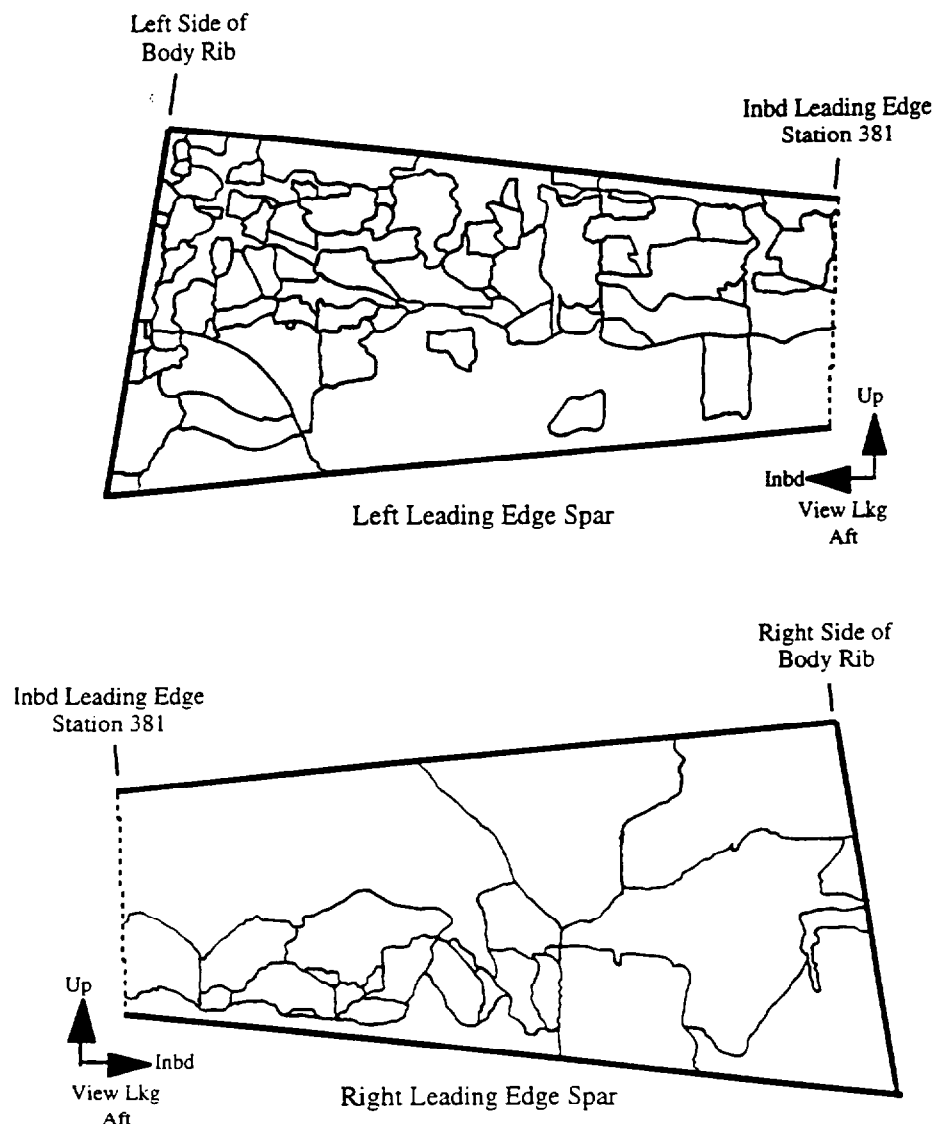 Left Side of
Body Rib
Inbd Leading Edge
Station 381
Up
Inbd
View Lkg
Aft
Left Leading Edge Spar
Right Side of
Body Rib
Inbd Leading Edge
Station 381
Up
Inbd
View Lkg
Aft
Right Leading Edge Spar